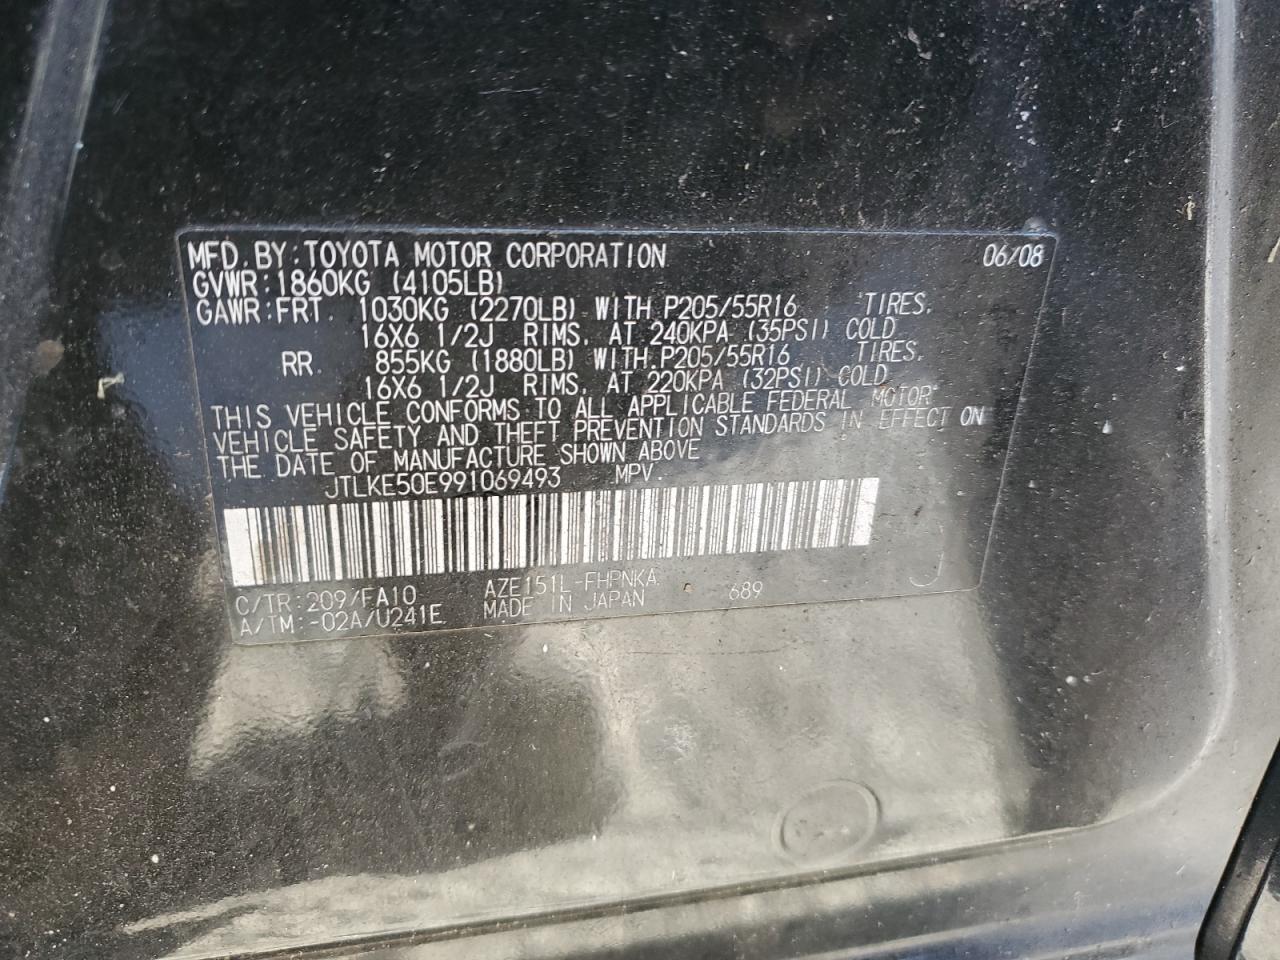 MFD. BY: TOYOTA MOTOR CORPORATION 06/08
GVWR: 1860KG (4105LB)
GAWR: FRT. 1030KG (2270LB) WITH P205/55R16 TIRES,
16X6 1/2J RIMS, AT 240KPA (35PSI) COLD
RR. 855KG (1880LB) WITH P205/55R16 TIRES,
16X6 1/2J RIMS, AT 220KPA (32PSI) COLD
THIS VEHICLE CONFORMS TO ALL APPLICABLE FEDERAL MOTOR
VEHICLE SAFETY AND THEFT PREVENTION STANDARDS IN EFFECT ON
THE DATE OF MANUFACTURE SHOWN ABOVE
JTLKE50E991069493 MPV
C/TR: 209/FA10 AZE151L-FHPNKA 689 J
A/TM: -02A/U241E MADE IN JAPAN